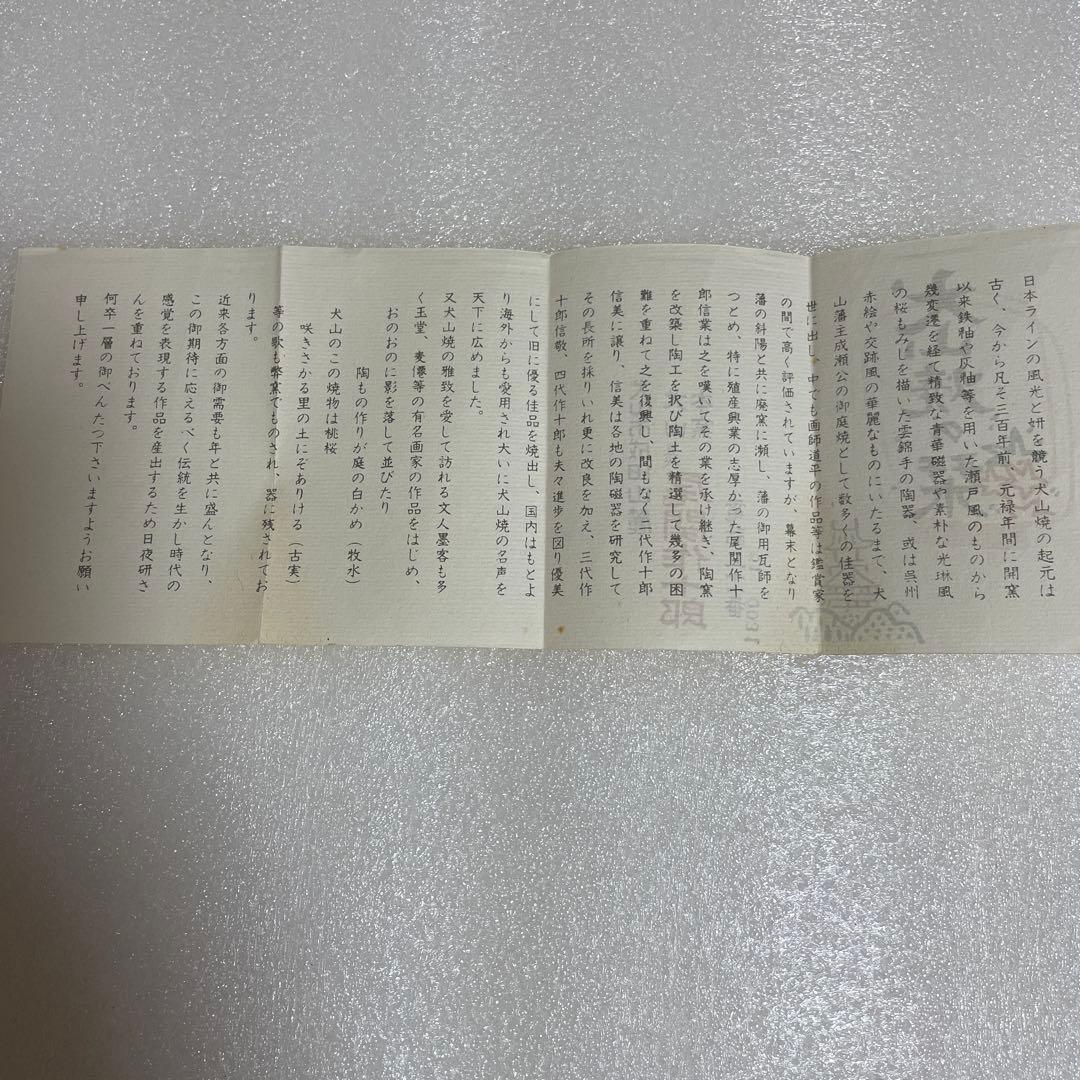 日本ラインの風光と妍を競う犬山焼の起元は
古く、今から凡そ三百年前、元禄年間に開窯
以来鉄釉や灰釉等を用いた瀬戸風のものから
幾変遷を経て精致な青華磁器や素朴な光琳風
の桜もみじを描いた雲錦手の陶器、或は呉州
赤絵や交跡風の華麗なものにいたるまで、犬
山藩主成瀬公の御庭焼として数多くの佳器を
世に出し、中でも画師道平の作品等は鑑賞家
の間で高く評価されていますが、幕末となり
藩の斜陽と共に廃窯に瀕し、藩の御用瓦師を
つとめ、特に殖産興業の志厚かった尾関作十
郎信業は之を嘆いてその業を承け継ぎ、陶窯
を改築し陶工を択び陶土を精選して幾多の困
難を重ねて之を復興し、間もなく二代作十郎
信美に譲り、信美は各地の陶磁器を研究して
その長所を採りいれ更に改良を加え、三代作
十郎信敬、四代作十郎も夫々進歩を図り優美
にして旧に優る佳品を焼出し、国内はもとよ
り海外からも愛用され大いに犬山焼の名声を
天下に広めました。
又犬山焼の雅致を愛して訪れる文人墨客も多
く玉堂、麦僊等の有名画家の作品をはじめ、
おのおのに影を落して並びたり
陶もの作りが庭の白かめ（牧水）
犬山のこの焼物は桃桜
咲きさかる里の土にぞありける（古実）
等の歌も弊窯でものされ、器に残されてお
ります。
近来各方面の御需要も年と共に盛んとなり、
この御期待に応えるべく伝統を生かし時代の
感覚を表現する作品を産出するため日夜研さ
んを重ねております。
何卒一層の御べんたつ下さいますようお願い
申し上げます。